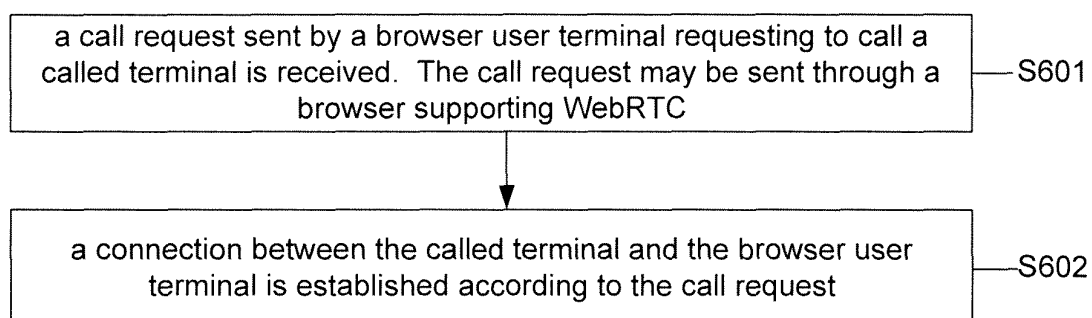 a call request sent by a browser user terminal requesting to call a
called terminal is received. The call request may be sent through a
browser supporting WebRTC
S601
a connection between the called terminal and the browser user
terminal is established according to the call request
S602